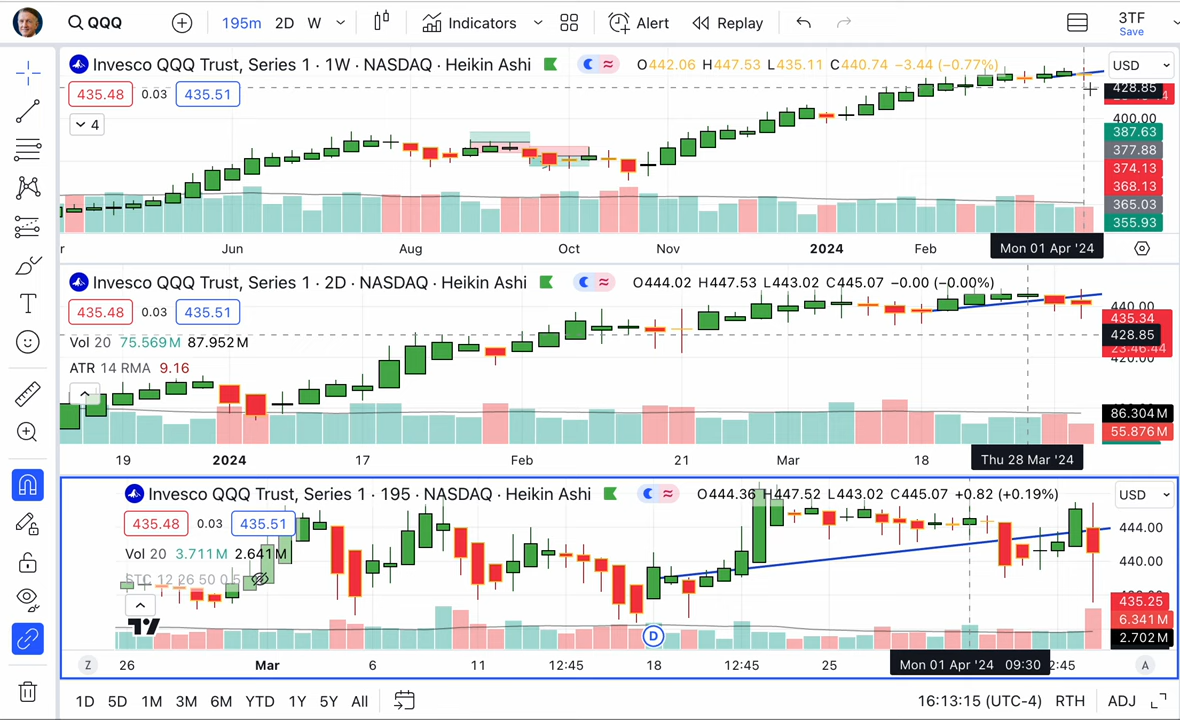 QQQ 195m 2D W Indicators Alert Replay 3TF
Save
Invesco QQQ Trust, Series 1 · 1W · NASDAQ · Heikin Ashi O442.06 H447.53 L435.11 C440.74 −3.44 (−0.77%) USD
435.48 0.03 435.51
428.85
4
400.00
387.63
377.88
374.13
368.13
365.03
355.93
Jun Aug Oct Nov 2024 Feb Mon 01 Apr '24
Invesco QQQ Trust, Series 1 · 2D · NASDAQ · Heikin Ashi O444.02 H447.53 L443.02 C445.07 −0.00 (−0.00%)
440.00
435.48 0.03 435.51
435.34
428.85
Vol 20 75.569M 87.952M
23:46:44
420.00
ATR 14 RMA 9.16
86.304M
55.876M
19 2024 17 Feb 21 Mar 18 Thu 28 Mar '24
Invesco QQQ Trust, Series 1 · 195 · NASDAQ · Heikin Ashi O444.36 H447.52 L443.02 C445.07 +0.82 (+0.19%) USD
435.48 0.03 435.51
444.00
Vol 20 3.711M 2.641M
440.00
STC 12 26 50 0.5
435.25
6.341M
2.702M
D
Z 26 Mar 6 11 12:45 18 12:45 25 Mon 01 Apr '24 09:30 2:45 A
1D 5D 1M 3M 6M YTD 1Y 5Y All 16:13:15 (UTC-4) RTH ADJ